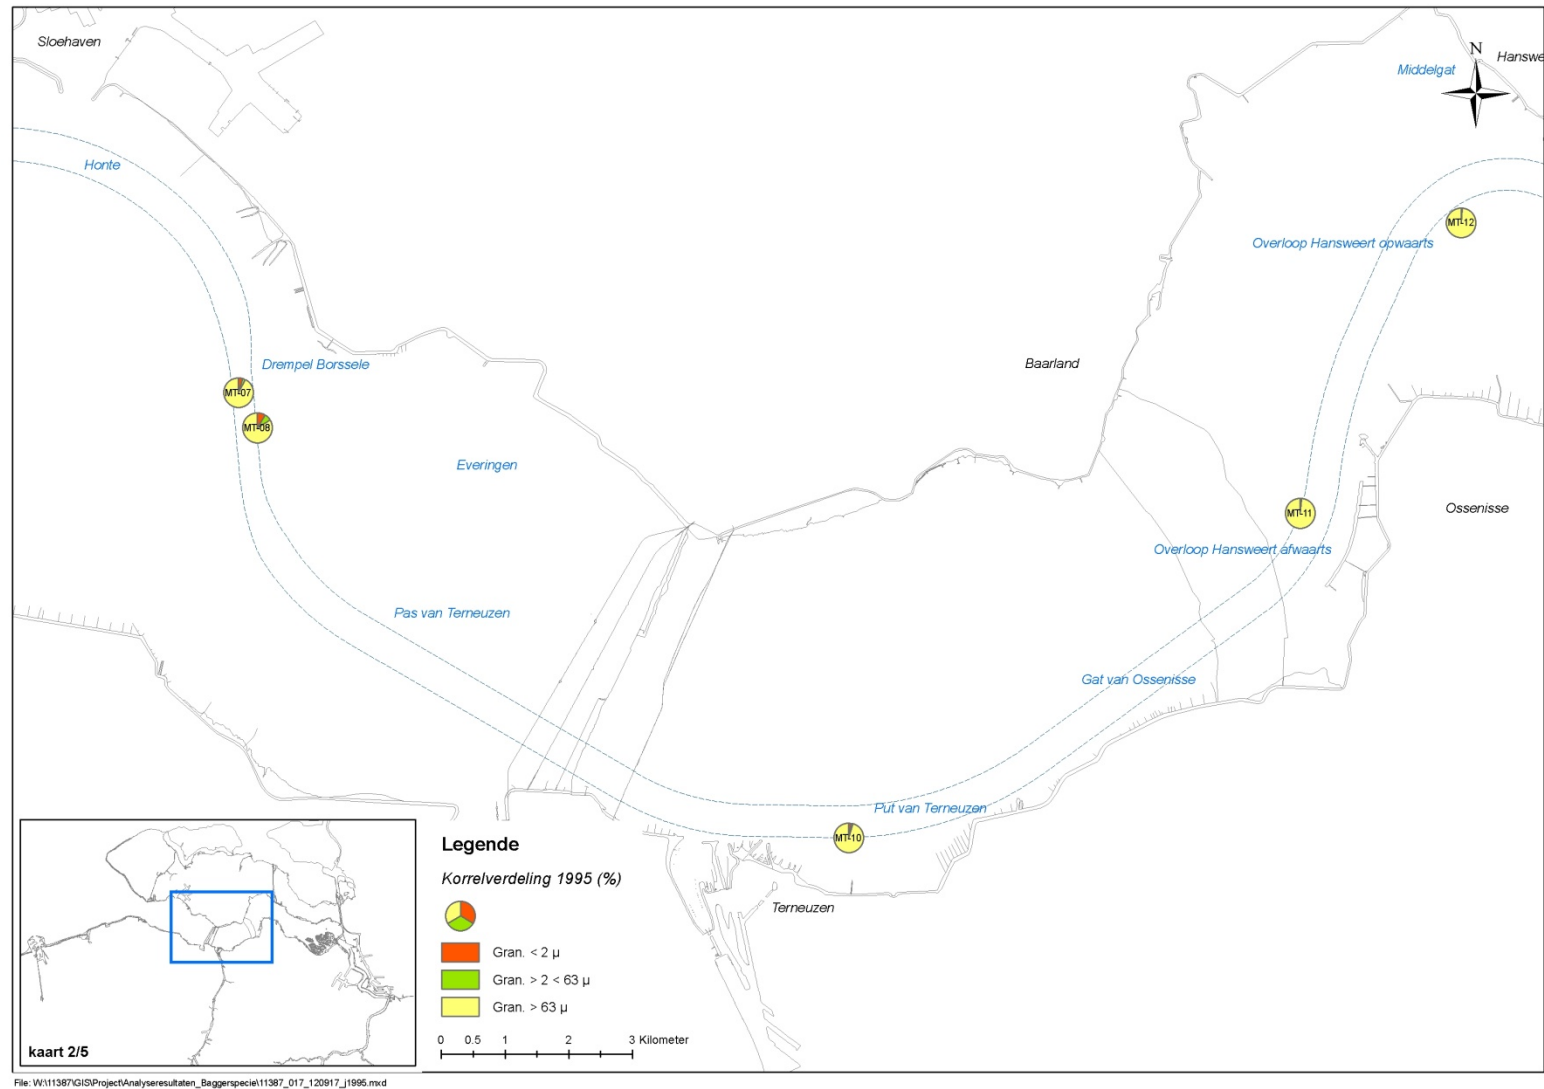 Sloehaven
N
Hanswe
Middelgat
Honte
MT-12
Overloop Hansweert opwaarts
Drempel Borssele
Baarland
MT-07
MT-08
Everingen
Ossenisse
MT-11
Overloop Hansweert afwaarts
Pas van Terneuzen
Gat van Ossenisse
Put van Terneuzen
MT-10
Terneuzen
Legende
Korrelverdeling 1995 (%)
Gran. < 2 µ
Gran. > 2 < 63 µ
Gran. > 63 µ
0 0.5 1 2 3 Kilometer
kaart 2/5
File: W:\11387\GIS\Project\Analyseresultaten_Baggerspecie\11387_017_120917_j1995.mxd